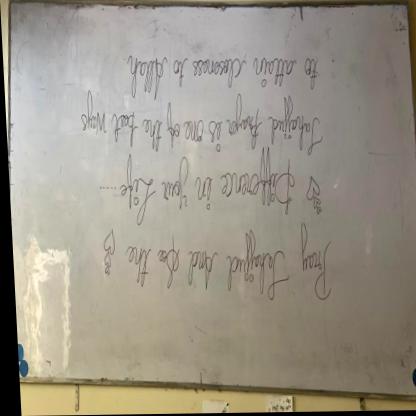 Pray Tahajjud And See the
Difference in your Life.....
Tahajjud Prayer is one of the best ways
to attain closeness to Allah.